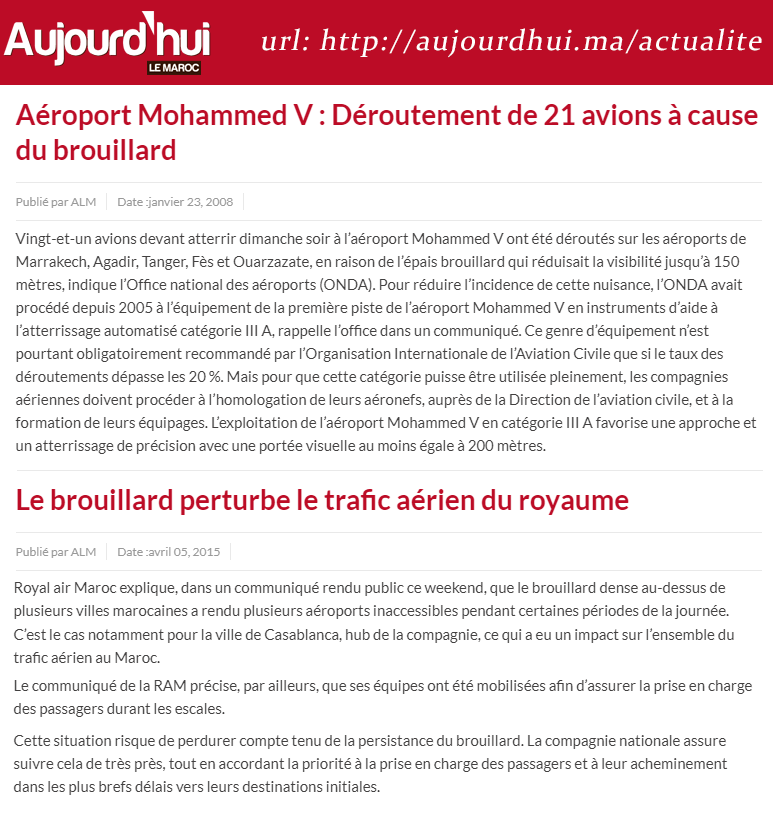 Aujourd'hui
LE MAROC
url: http://aujourdhui.ma/actualite
Aéroport Mohammed V : Déroutement de 21 avions à cause
du brouillard
Publié par ALM
Date :janvier 23, 2008
Vingt-et-un avions devant atterrir dimanche soir à l’aéroport Mohammed V ont été déroutés sur les aéroports de
Marrakech, Agadir, Tanger, Fès et Ouarzazate, en raison de l’épais brouillard qui réduisait la visibilité jusqu’à 150
mètres, indique l’Office national des aéroports (ONDA). Pour réduire l’incidence de cette nuisance, l’ONDA avait
procédé depuis 2005 à l’équipement de la première piste de l’aéroport Mohammed V en instruments d’aide à
l’atterrissage automatisé catégorie III A, rappelle l’office dans un communiqué. Ce genre d’équipement n’est
pourtant obligatoirement recommandé par l’Organisation Internationale de l’Aviation Civile que si le taux des
déroutements dépasse les 20 %. Mais pour que cette catégorie puisse être utilisée pleinement, les compagnies
aériennes doivent procéder à l’homologation de leurs aéronefs, auprès de la Direction de l’aviation civile, et à la
formation de leurs équipages. L’exploitation de l’aéroport Mohammed V en catégorie III A favorise une approche et
un atterrissage de précision avec une portée visuelle au moins égale à 200 mètres.
Le brouillard perturbe le trafic aérien du royaume
Publié par ALM
Date :avril 05, 2015
Royal air Maroc explique, dans un communiqué rendu public ce weekend, que le brouillard dense au-dessus de
plusieurs villes marocaines a rendu plusieurs aéroports inaccessibles pendant certaines périodes de la journée.
C’est le cas notamment pour la ville de Casablanca, hub de la compagnie, ce qui a eu un impact sur l’ensemble du
trafic aérien au Maroc.
Le communiqué de la RAM précise, par ailleurs, que ses équipes ont été mobilisées afin d’assurer la prise en charge
des passagers durant les escales.
Cette situation risque de perdurer compte tenu de la persistance du brouillard. La compagnie nationale assure
suivre cela de très près, tout en accordant la priorité à la prise en charge des passagers et à leur acheminement
dans les plus brefs délais vers leurs destinations initiales.